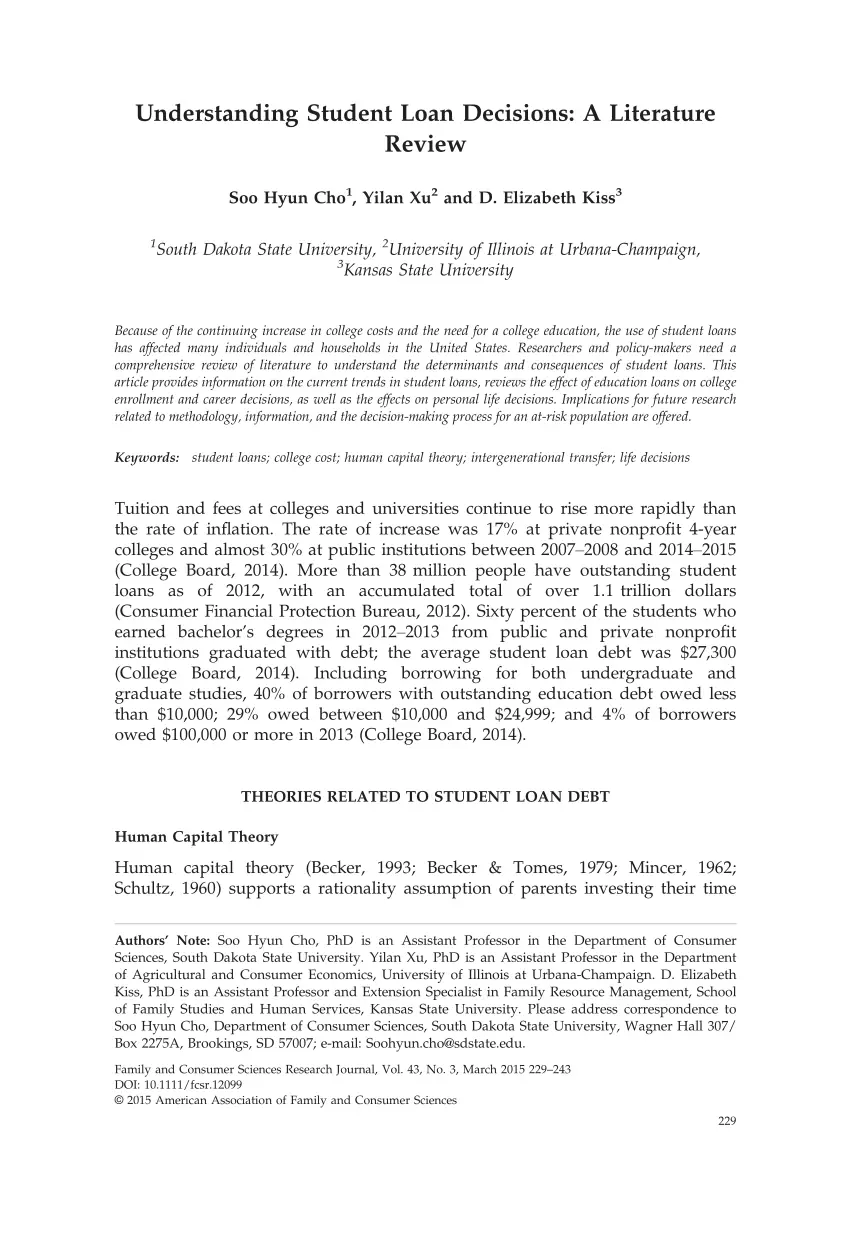 Understanding Student Loan Decisions: A Literature
Review
Soo Hyun Cho1, Yilan Xu2 and D. Elizabeth Kiss3
1South Dakota State University, 2University of Illinois at Urbana-Champaign,
3Kansas State University
Because of the continuing increase in college costs and the need for a college education, the use of student loans
has affected many individuals and households in the United States. Researchers and policy-makers need a
comprehensive review of literature to understand the determinants and consequences of student loans. This
article provides information on the current trends in student loans, reviews the effect of education loans on college
enrollment and career decisions, as well as the effects on personal life decisions. Implications for future research
related to methodology, information, and the decision-making process for an at-risk population are offered.
Keywords: student loans; college cost; human capital theory; intergenerational transfer; life decisions
Tuition and fees at colleges and universities continue to rise more rapidly than
the rate of inflation. The rate of increase was 17% at private nonprofit 4-year
colleges and almost 30% at public institutions between 2007–2008 and 2014–2015
(College Board, 2014). More than 38 million people have outstanding student
loans as of 2012, with an accumulated total of over 1.1 trillion dollars
(Consumer Financial Protection Bureau, 2012). Sixty percent of the students who
earned bachelor's degrees in 2012–2013 from public and private nonprofit
institutions graduated with debt; the average student loan debt was $27,300
(College Board, 2014). Including borrowing for both undergraduate and
graduate studies, 40% of borrowers with outstanding education debt owed less
than $10,000; 29% owed between $10,000 and $24,999; and 4% of borrowers
owed $100,000 or more in 2013 (College Board, 2014).
THEORIES RELATED TO STUDENT LOAN DEBT
Human Capital Theory
Human capital theory (Becker, 1993; Becker & Tomes, 1979; Mincer, 1962;
Schultz, 1960) supports a rationality assumption of parents investing their time
Authors' Note: Soo Hyun Cho, PhD is an Assistant Professor in the Department of Consumer
Sciences, South Dakota State University. Yilan Xu, PhD is an Assistant Professor in the Department
of Agricultural and Consumer Economics, University of Illinois at Urbana-Champaign. D. Elizabeth
Kiss, PhD is an Assistant Professor and Extension Specialist in Family Resource Management, School
of Family Studies and Human Services, Kansas State University. Please address correspondence to
Soo Hyun Cho, Department of Consumer Sciences, South Dakota State University, Wagner Hall 307/
Box 2275A, Brookings, SD 57007; e-mail: Soohyun.cho@sdstate.edu.
Family and Consumer Sciences Research Journal, Vol. 43, No. 3, March 2015 229–243
DOI: 10.1111/fcsr.12099
© 2015 American Association of Family and Consumer Sciences
229